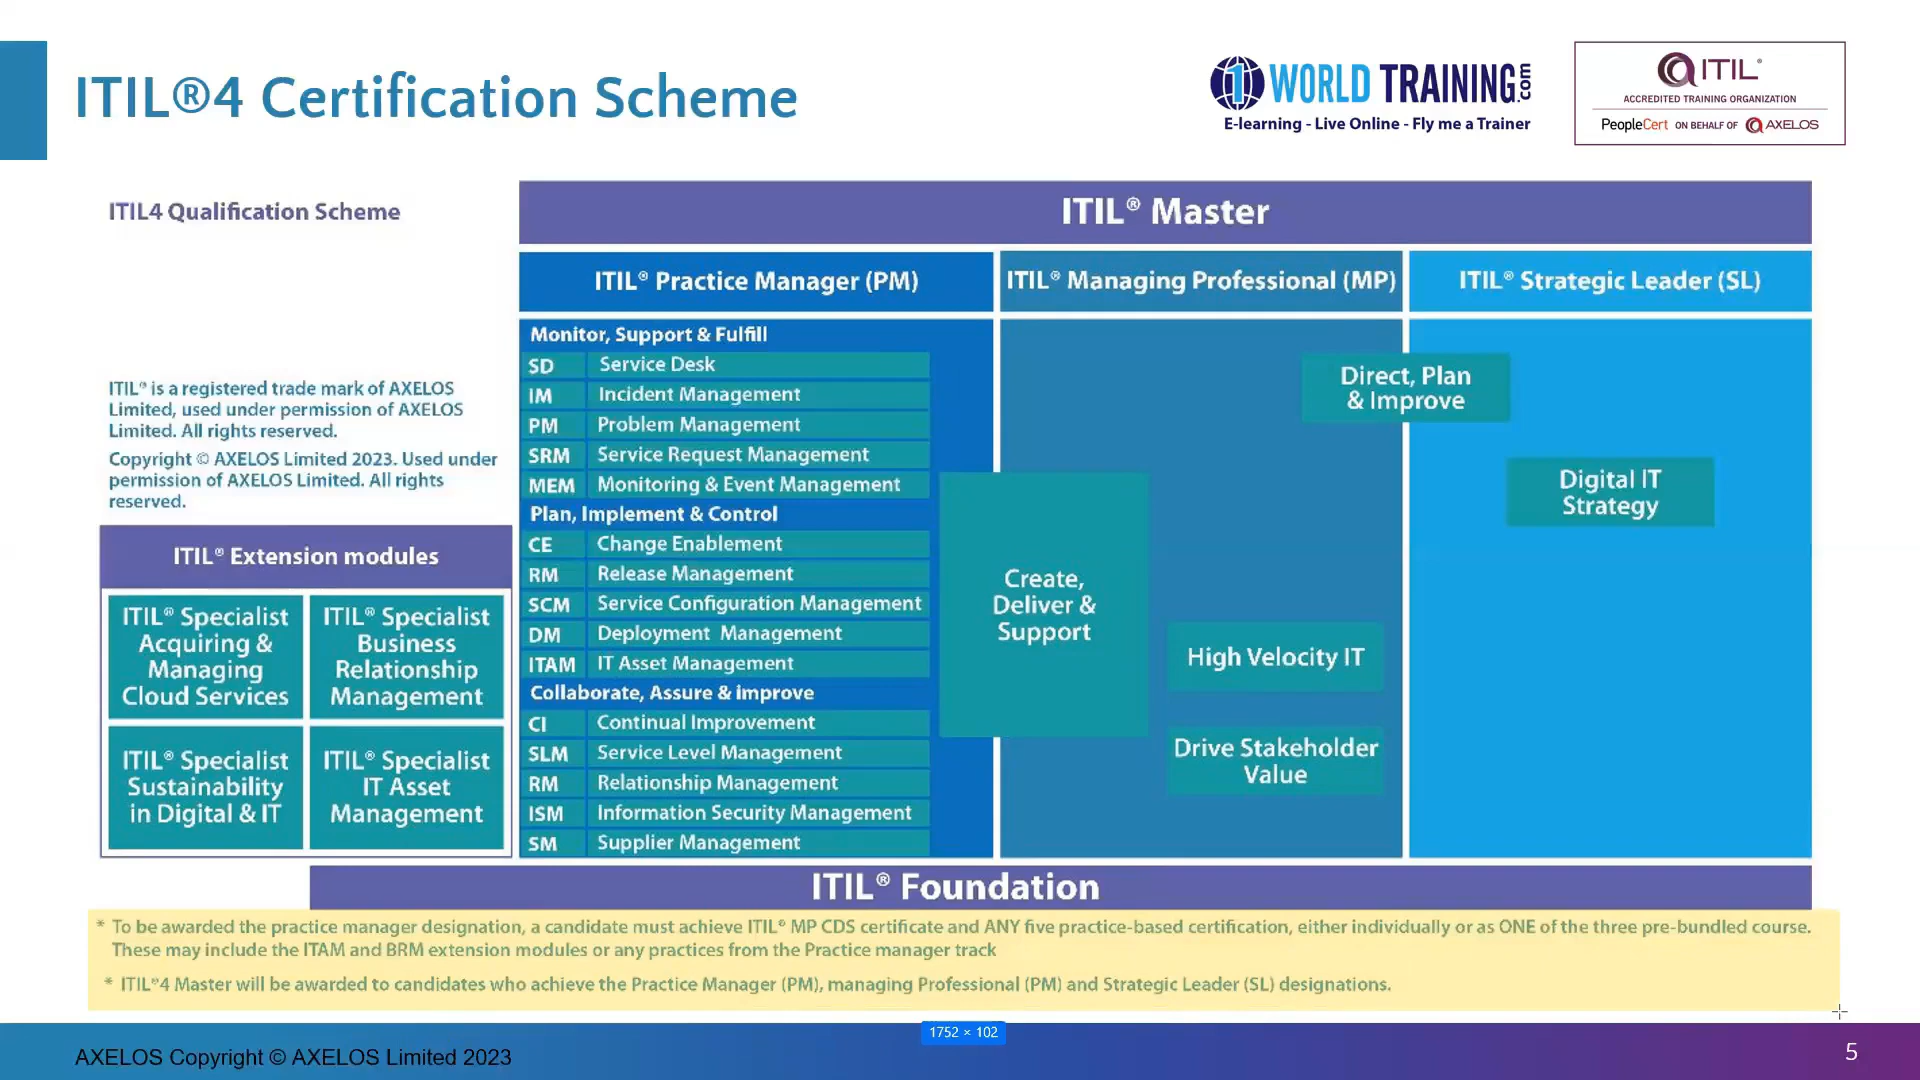 ITIL®4 Certification Scheme
1 WORLD TRAINING.com
E-learning - Live Online - Fly me a Trainer
ITIL®
ACCREDITED TRAINING ORGANIZATION
PeopleCert ON BEHALF OF AXELOS
ITIL4 Qualification Scheme
ITIL® is a registered trade mark of AXELOS
Limited, used under permission of AXELOS
Limited. All rights reserved.
Copyright © AXELOS Limited 2023. Used under
permission of AXELOS Limited. All rights
reserved.
ITIL® Extension modules
ITIL® Specialist
Acquiring &
Managing
Cloud Services
ITIL® Specialist
Business
Relationship
Management
ITIL® Specialist
Sustainability
in Digital & IT
ITIL® Specialist
IT Asset
Management
ITIL® Master
ITIL® Practice Manager (PM)
ITIL® Managing Professional (MP)
ITIL® Strategic Leader (SL)
Monitor, Support & Fulfill
SD Service Desk
IM Incident Management
PM Problem Management
SRM Service Request Management
MEM Monitoring & Event Management
Plan, Implement & Control
CE Change Enablement
RM Release Management
SCM Service Configuration Management
DM Deployment Management
ITAM IT Asset Management
Collaborate, Assure & improve
CI Continual Improvement
SLM Service Level Management
RM Relationship Management
ISM Information Security Management
SM Supplier Management
Create,
Deliver &
Support
Direct, Plan
& Improve
High Velocity IT
Drive Stakeholder
Value
Digital IT
Strategy
ITIL® Foundation
* To be awarded the practice manager designation, a candidate must achieve ITIL® MP CDS certificate and ANY five practice-based certification, either individually or as ONE of the three pre-bundled course.
These may include the ITAM and BRM extension modules or any practices from the Practice manager track
* ITIL®4 Master will be awarded to candidates who achieve the Practice Manager (PM), managing Professional (PM) and Strategic Leader (SL) designations.
1752 × 102
AXELOS Copyright © AXELOS Limited 2023
5